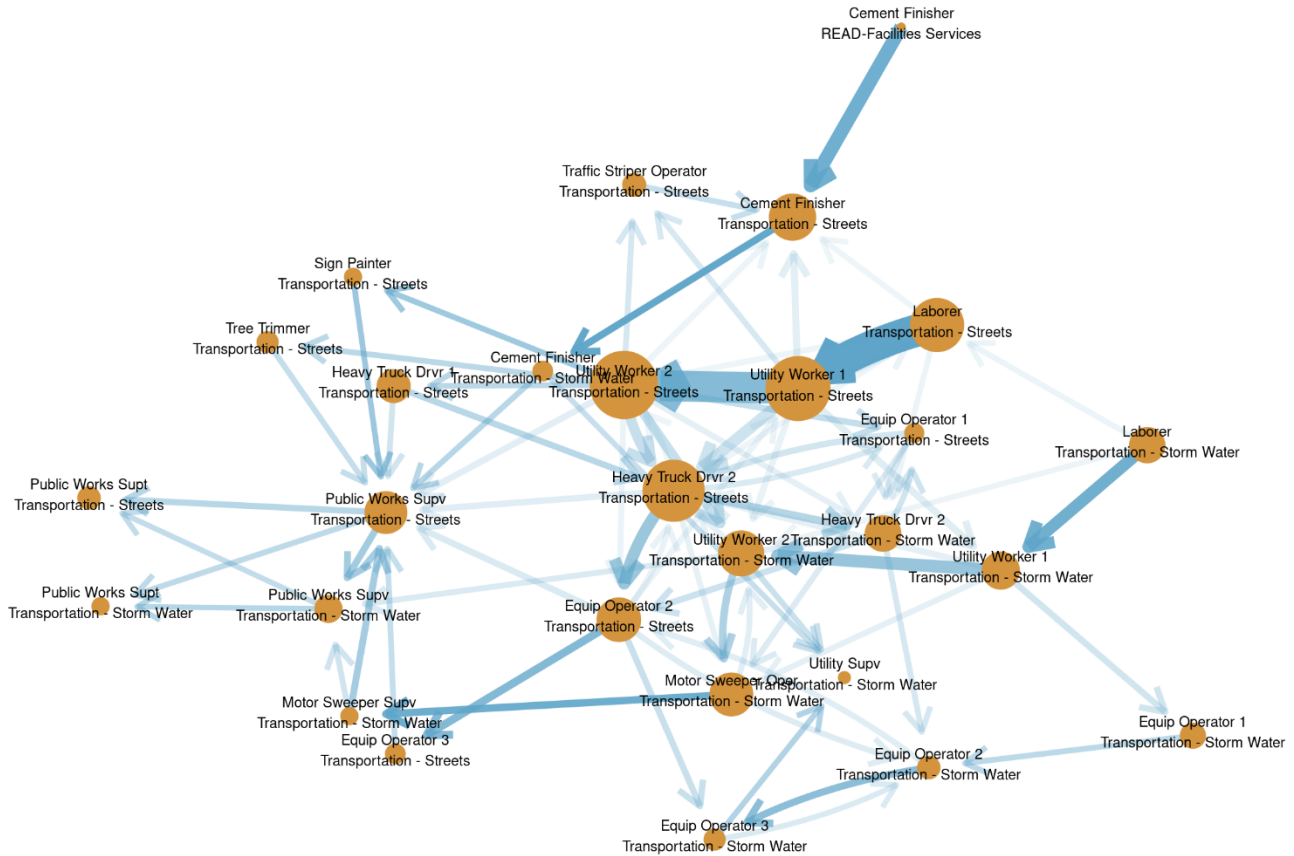 Cement Finisher
READ-Facilities Services
Traffic Striper Operator
Transportation - Streets
Cement Finisher
Transportation - Streets
Sign Painter
Transportation - Streets
Laborer
Transportation - Streets
Tree Trimmer
Transportation - Streets
Cement Finisher
Transportation - Storm Water
Heavy Truck Drvr 1
Transportation - Streets
Utility Worker 2
Transportation - Streets
Utility Worker 1
Transportation - Streets
Equip Operator 1
Transportation - Streets
Laborer
Transportation - Storm Water
Public Works Supt
Transportation - Streets
Public Works Supv
Transportation - Streets
Heavy Truck Drvr 2
Transportation - Streets
Utility Worker 2
Transportation - Storm Water
Heavy Truck Drvr 2
Transportation - Storm Water
Utility Worker 1
Transportation - Storm Water
Public Works Supt
Transportation - Storm Water
Public Works Supv
Transportation - Storm Water
Equip Operator 2
Transportation - Streets
Utility Supv
Transportation - Storm Water
Motor Sweeper Oper
Transportation - Storm Water
Motor Sweeper Supv
Transportation - Storm Water
Equip Operator 3
Transportation - Streets
Equip Operator 1
Transportation - Storm Water
Equip Operator 2
Transportation - Storm Water
Equip Operator 3
Transportation - Storm Water